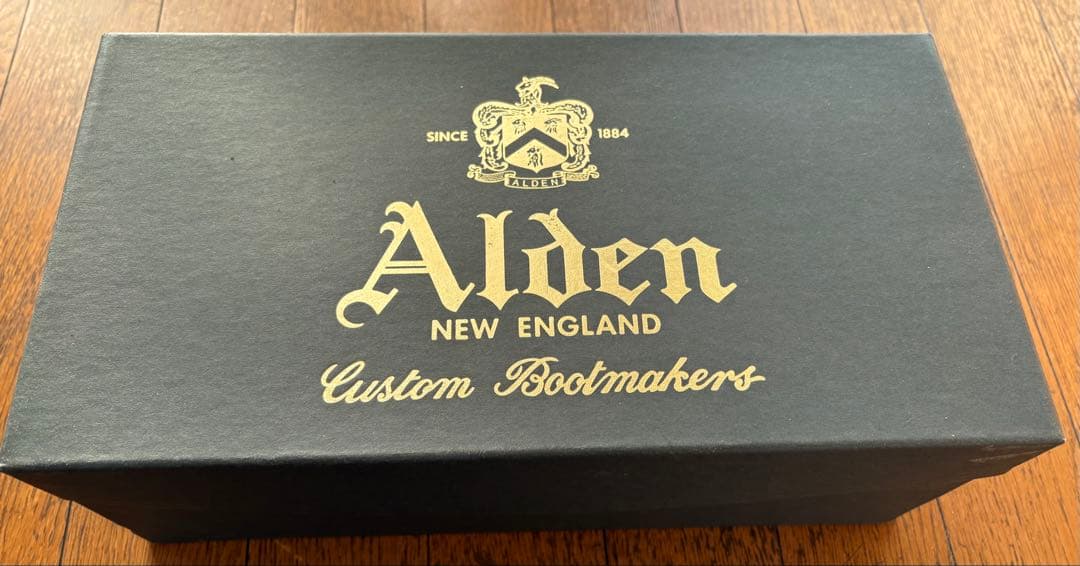 SINCE 1884
ALDEN
Alden
NEW ENGLAND
Custom Bootmakers